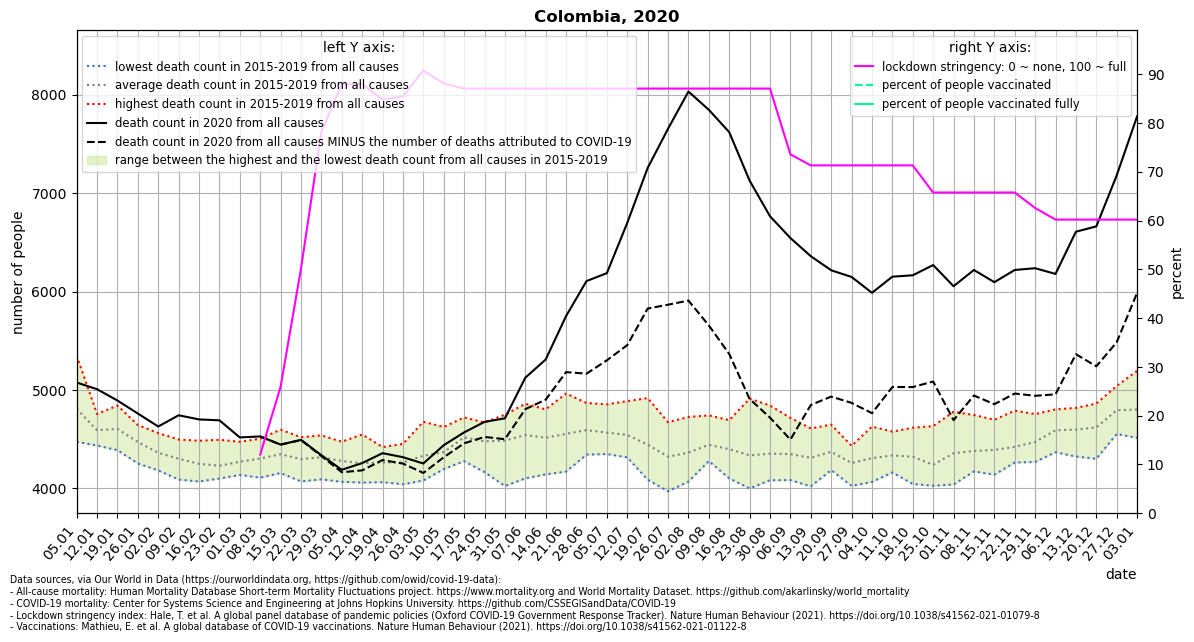 Colombia, 2020
left Y axis:
lowest death count in 2015-2019 from all causes
average death count in 2015-2019 from all causes
highest death count in 2015-2019 from all causes
death count in 2020 from all causes
death count in 2020 from all causes MINUS the number of deaths attributed to COVID-19
range between the highest and the lowest death count from all causes in 2015-2019
right Y axis:
lockdown stringency: 0 ~ none, 100 ~ full
percent of people vaccinated
percent of people vaccinated fully
number of people
8000
7000
6000
5000
4000
percent
90
80
70
60
50
40
30
20
10
0
05.01 12.01 19.01 26.01 02.02 09.02 16.02 23.02 01.03 08.03 15.03 22.03 29.03 05.04 12.04 19.04 26.04 03.05 10.05 17.05 24.05 31.05 07.06 14.06 21.06 28.06 05.07 12.07 19.07 26.07 02.08 09.08 16.08 23.08 30.08 06.09 13.09 20.09 27.09 04.10 11.10 18.10 25.10 01.11 08.11 15.11 22.11 29.11 06.12 13.12 20.12 27.12 03.01
date
Data sources, via Our World in Data (https://ourworldindata.org, https://github.com/owid/covid-19-data):
- All-cause mortality: Human Mortality Database Short-term Mortality Fluctuations project. https://www.mortality.org and World Mortality Dataset. https://github.com/akarlinsky/world_mortality
- COVID-19 mortality: Center for Systems Science and Engineering at Johns Hopkins University. https://github.com/CSSEGISandData/COVID-19
- Lockdown stringency index: Hale, T. et al. A global panel database of pandemic policies (Oxford COVID-19 Government Response Tracker). Nature Human Behaviour (2021). https://doi.org/10.1038/s41562-021-01079-8
- Vaccinations: Mathieu, E. et al. A global database of COVID-19 vaccinations. Nature Human Behaviour (2021). https://doi.org/10.1038/s41562-021-01122-8